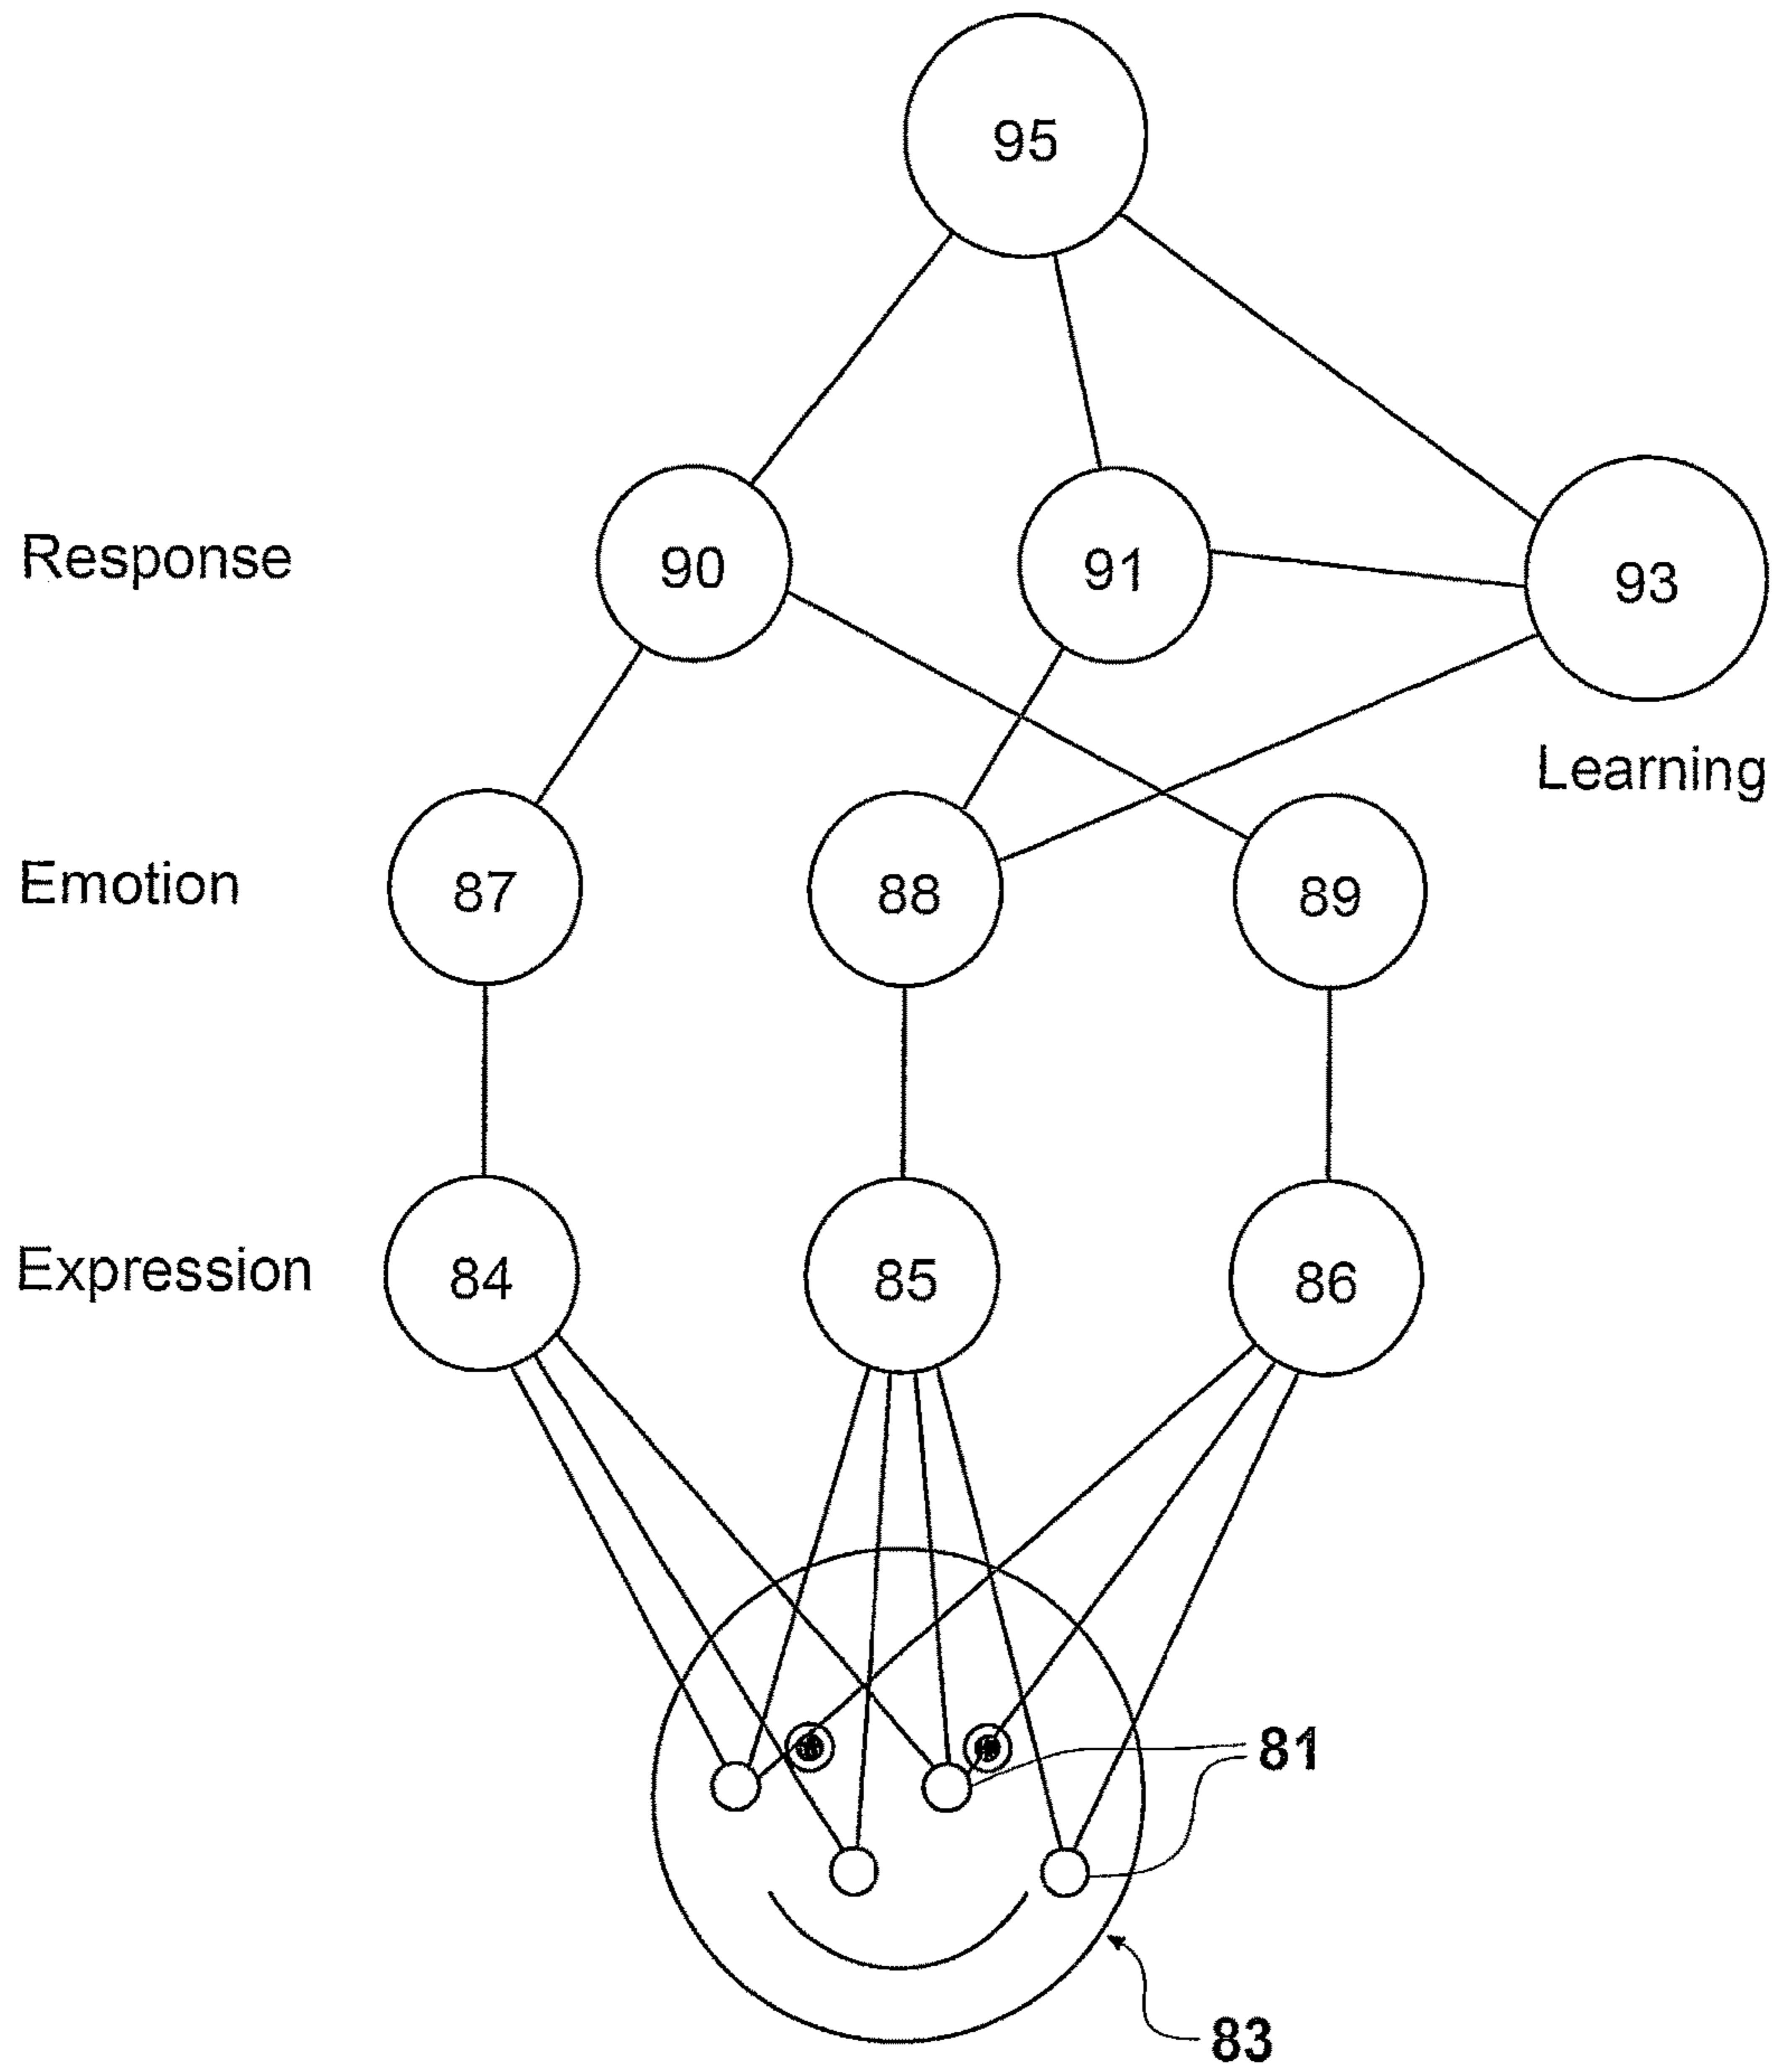 95
Response 90 91 93
Learning
Emotion 87 88 89
Expression 84 85 86
81
83